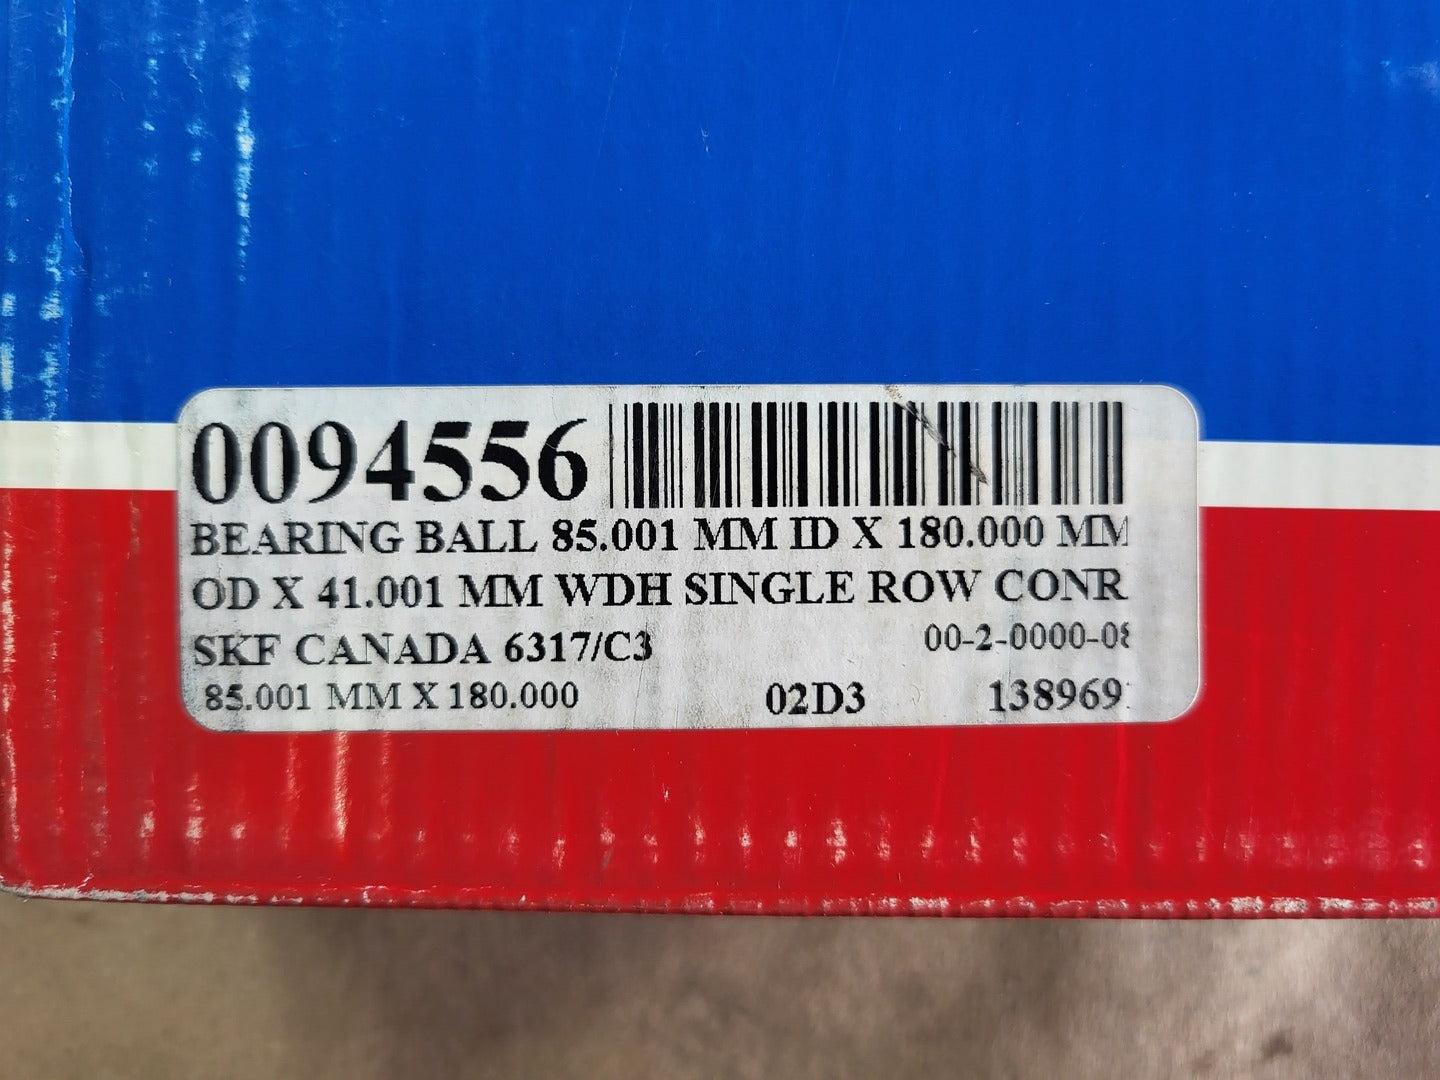 0094556
BEARING BALL 85.001 MM ID X 180.000 MM
OD X 41.001 MM WDH SINGLE ROW CONR
SKF CANADA 6317/C3 00-2-0000-08
85.001 MM X 180.000 02D3 138969